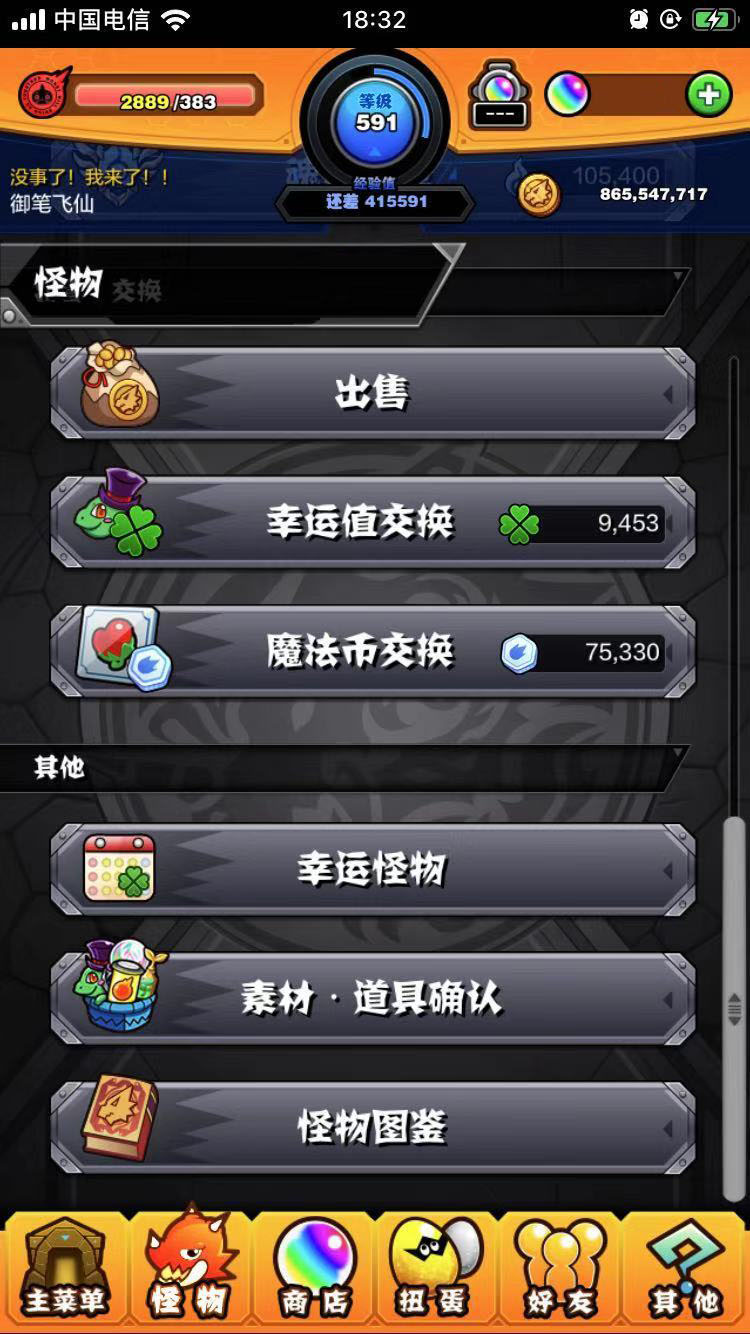 中国电信 18:32
2889/383
等级
591
---
没事了！我来了！！
御笔飞仙
经验值
还差 415591
105,400
865,547,717
怪物
交换
出售
幸运值交换 9,453
魔法币交换 75,330
其他
幸运怪物
素材·道具确认
怪物图鉴
主菜单 怪物 商店 扭蛋 好友 其他